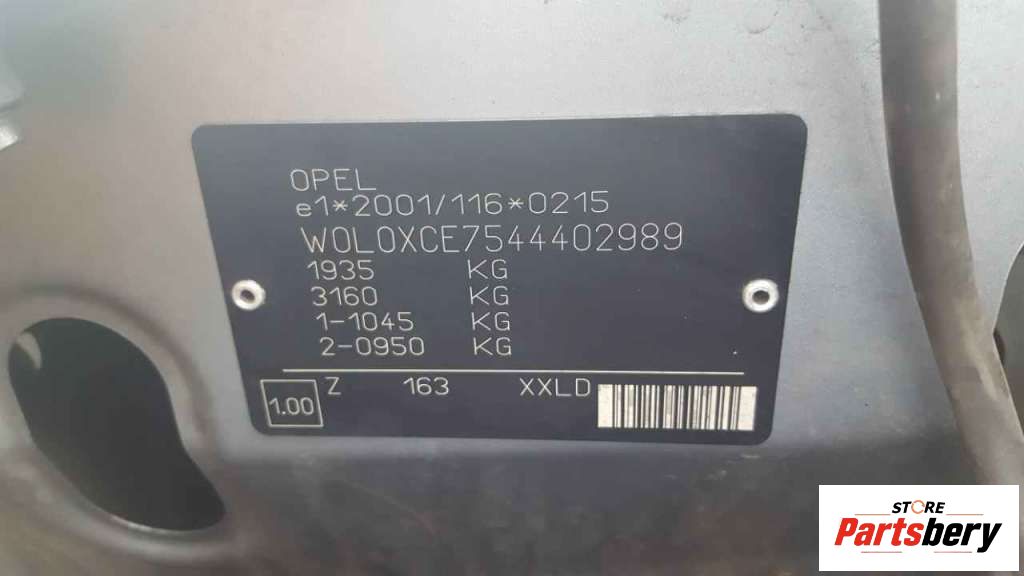 OPEL
e1*2001/116*0215
W0L0XCE7544402989
1935 KG
3160 KG
1-1045 KG
2-0950 KG
1.00 Z 163 XXLD
STORE
Partsbery